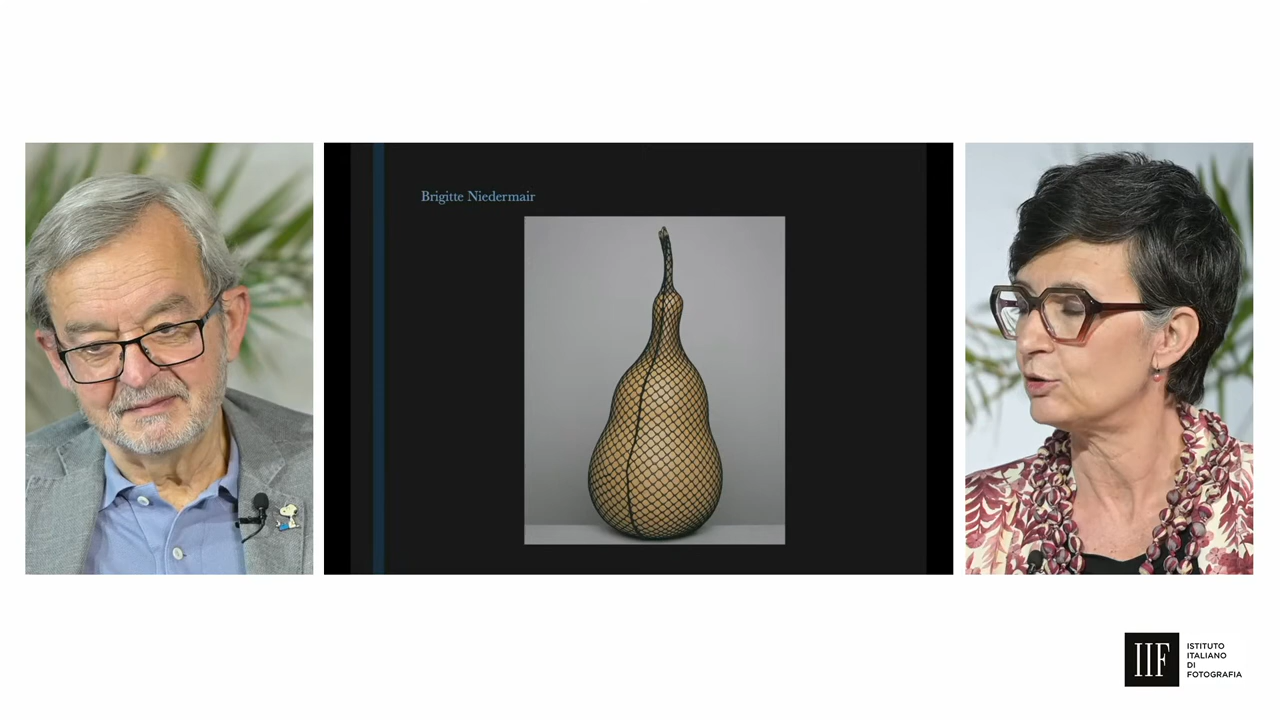 Brigitte Niedermair
IIF
ISTITUTO
ITALIANO
DI
FOTOGRAFIA